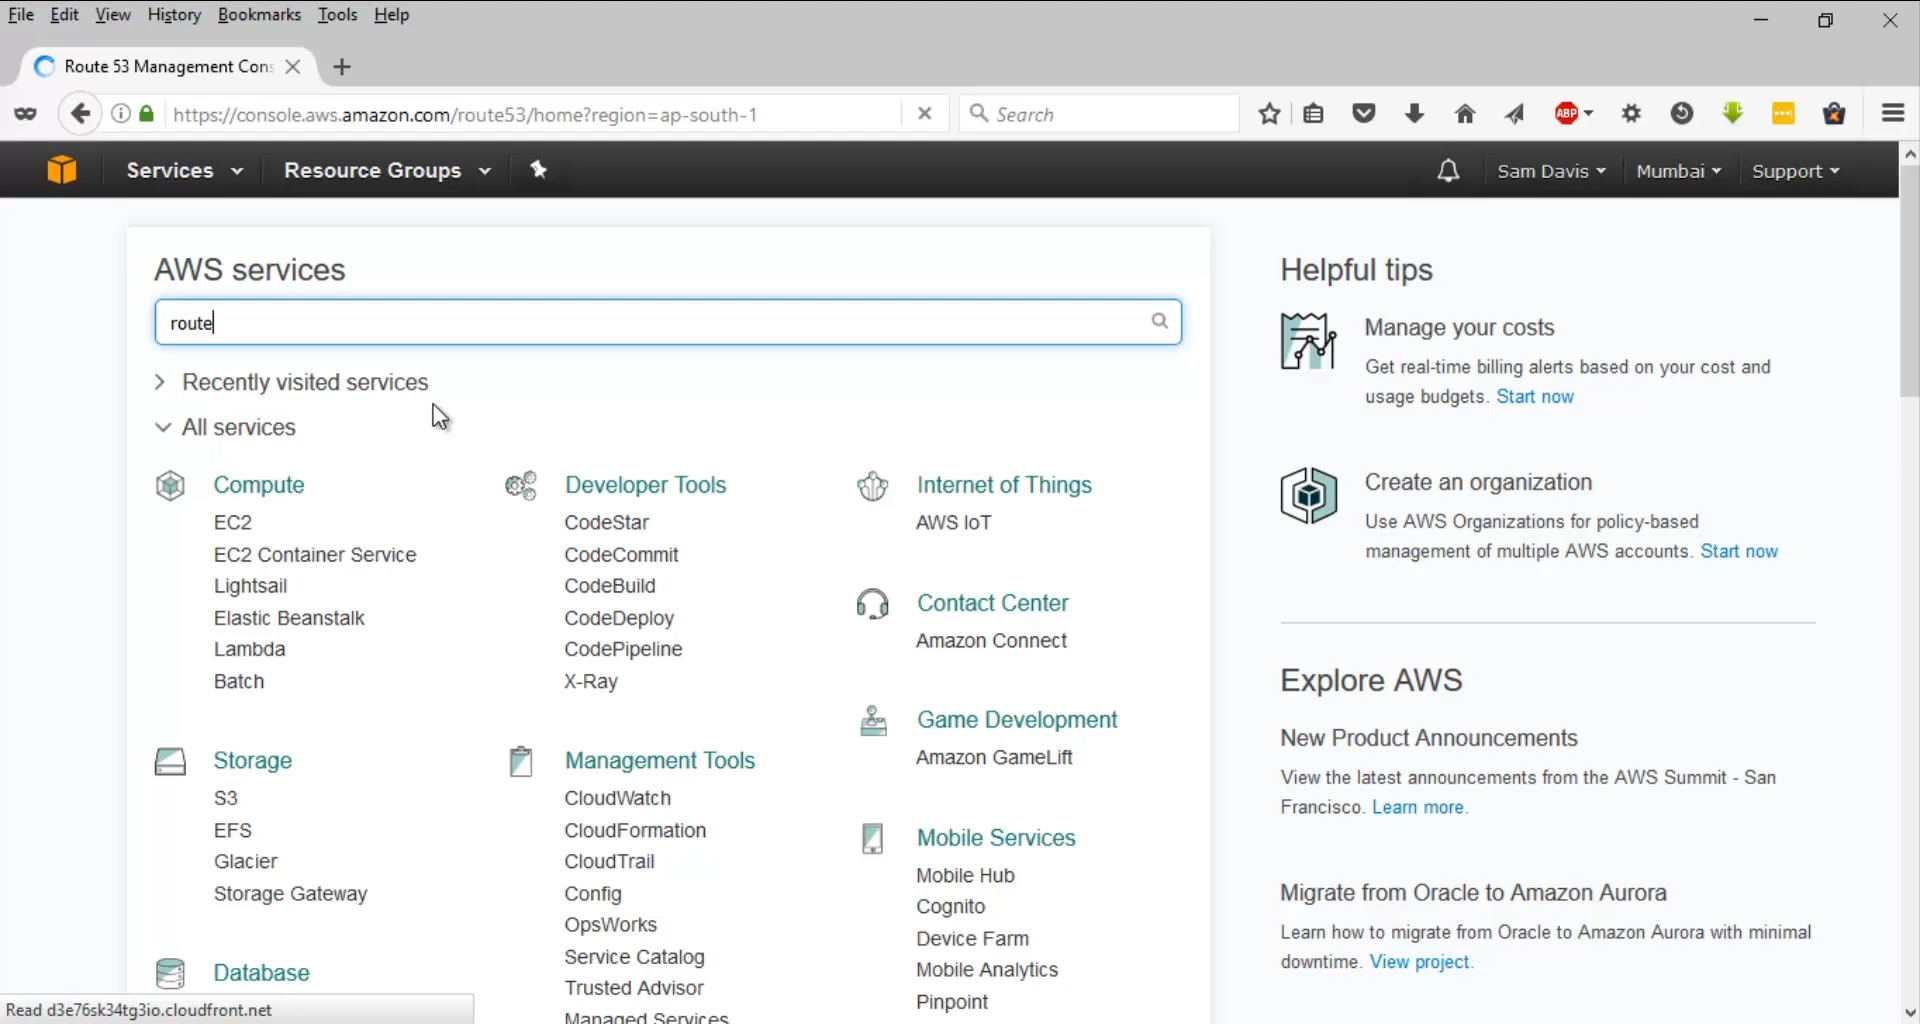 File Edit View History Bookmarks Tools Help
Route 53 Management Cons
https://console.aws.amazon.com/route53/home?region=ap-south-1
Search
ABP
Services
Resource Groups
Sam Davis
Mumbai
Support
AWS services
route
Recently visited services
All services
Compute
EC2
EC2 Container Service
Lightsail
Elastic Beanstalk
Lambda
Batch
Storage
S3
EFS
Glacier
Storage Gateway
Database
Developer Tools
CodeStar
CodeCommit
CodeBuild
CodeDeploy
CodePipeline
X-Ray
Management Tools
CloudWatch
CloudFormation
CloudTrail
Config
OpsWorks
Service Catalog
Trusted Advisor
Managed Services
Internet of Things
AWS IoT
Contact Center
Amazon Connect
Game Development
Amazon GameLift
Mobile Services
Mobile Hub
Cognito
Device Farm
Mobile Analytics
Pinpoint
Helpful tips
Manage your costs
Get real-time billing alerts based on your cost and
usage budgets. Start now
Create an organization
Use AWS Organizations for policy-based
management of multiple AWS accounts. Start now
Explore AWS
New Product Announcements
View the latest announcements from the AWS Summit - San
Francisco. Learn more.
Migrate from Oracle to Amazon Aurora
Learn how to migrate from Oracle to Amazon Aurora with minimal
downtime. View project.
Read d3e76sk34tg3io.cloudfront.net